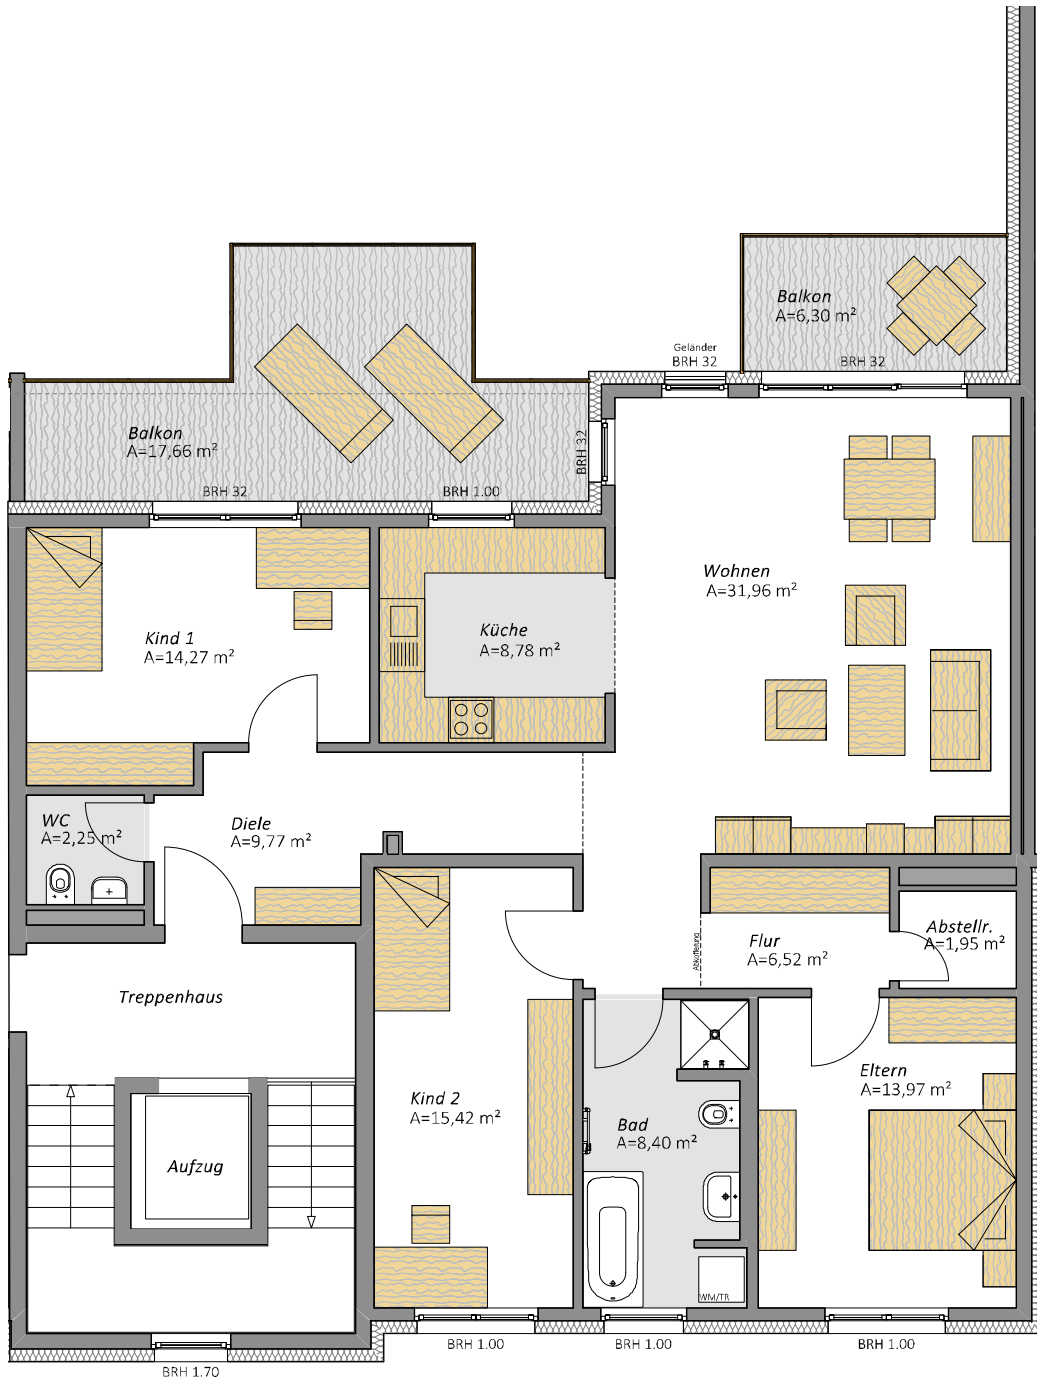 Balkon
A=6,30 m²
Geländer
BRH 32
BRH 32
Balkon
A=17,66 m²
BRH 32
BRH 32
BRH 1.00
Wohnen
A=31,96 m²
Kind 1
A=14,27 m²
Küche
A=8,78 m²
WC
A=2,25 m²
Diele
A=9,77 m²
Abkofferung
Flur
A=6,52 m²
Abstellr.
A=1,95 m²
Treppenhaus
Kind 2
A=15,42 m²
Eltern
A=13,97 m²
Bad
A=8,40 m²
Aufzug
WM/TR
BRH 1.00
BRH 1.00
BRH 1.00
BRH 1.70